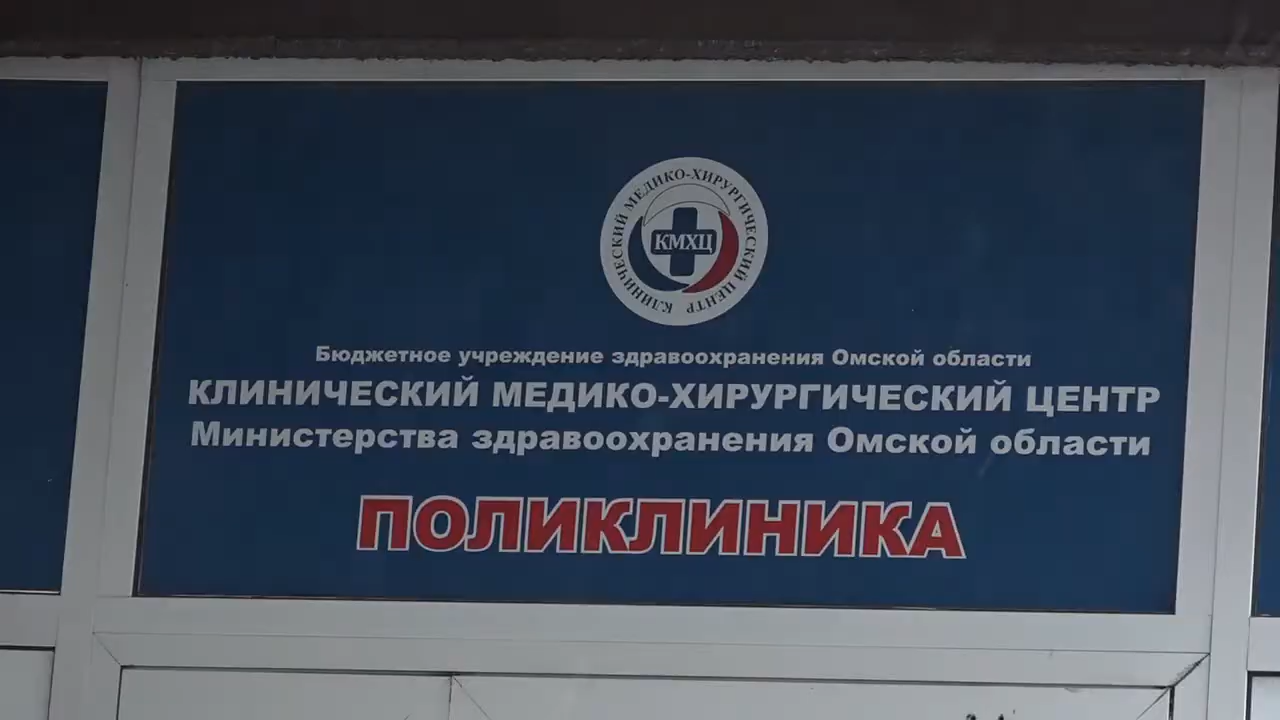 КЛИНИЧЕСКИЙ МЕДИКО-ХИРУРГИЧЕСКИЙ ЦЕНТР
КМХЦ
Бюджетное учреждение здравоохранения Омской области
КЛИНИЧЕСКИЙ МЕДИКО-ХИРУРГИЧЕСКИЙ ЦЕНТР
Министерства здравоохранения Омской области
ПОЛИКЛИНИКА